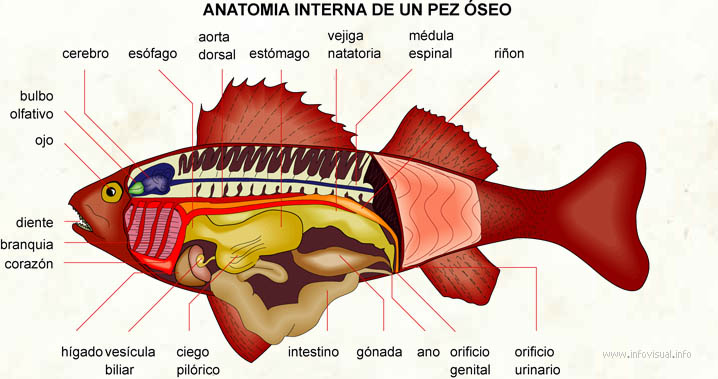 ANATOMIA INTERNA DE UN PEZ ÓSEO
cerebro
esófago
aorta
dorsal
estómago
vejiga
natatoria
médula
espinal
riñon
bulbo
olfativo
ojo
diente
branquia
corazón
hígado
vesícula
biliar
ciego
pilórico
intestino
gónada
ano
orificio
genital
orificio
urinario
www.infovisual.info